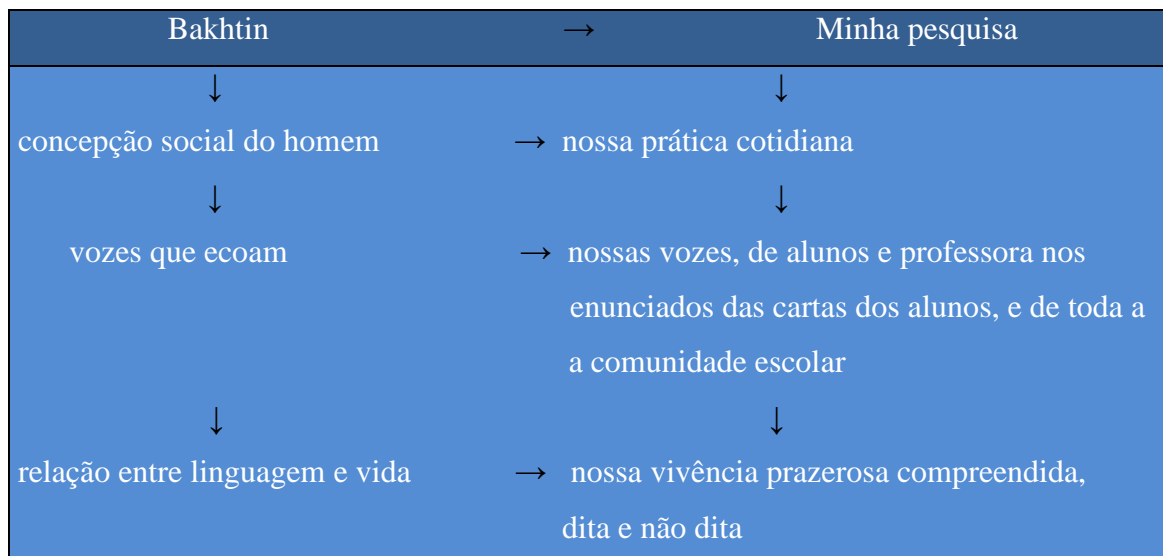 Bakhtin → Minha pesquisa
↓ ↓
concepção social do homem → nossa prática cotidiana
↓ ↓
vozes que ecoam → nossas vozes, de alunos e professora nos
enunciados das cartas dos alunos, e de toda a
a comunidade escolar
↓ ↓
relação entre linguagem e vida → nossa vivência prazerosa compreendida,
dita e não dita